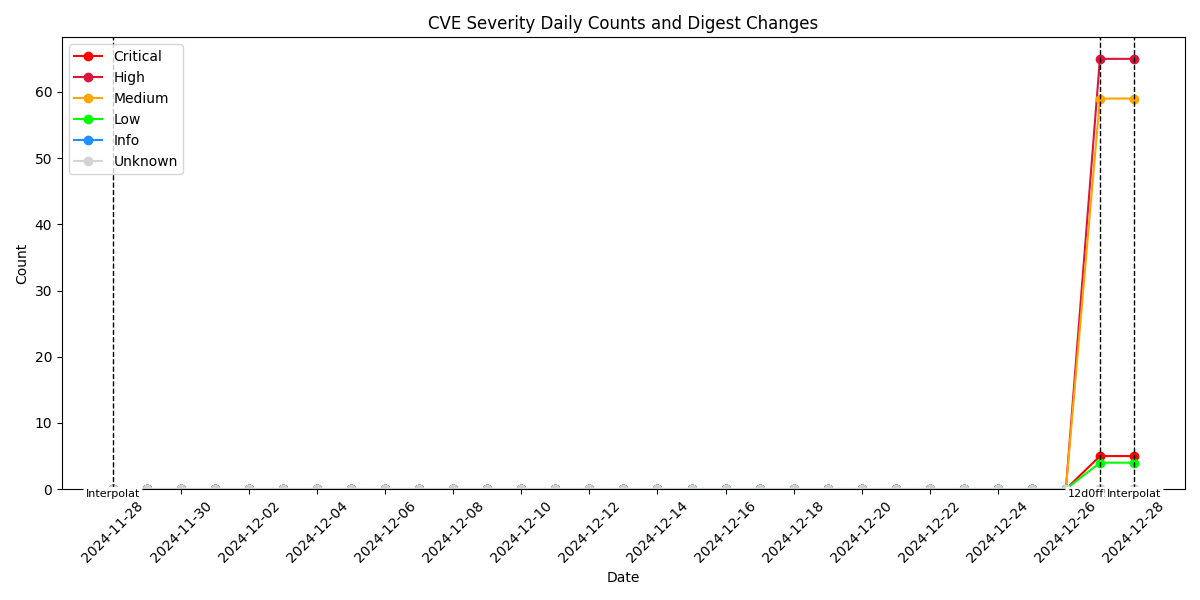 CVE Severity Daily Counts and Digest Changes
Critical
High
Medium
Low
Info
Unknown
Count
60
50
40
30
20
10
0
Interpolat
12d0ff
Interpolat
2024-11-28
2024-11-30
2024-12-02
2024-12-04
2024-12-06
2024-12-08
2024-12-10
2024-12-12
2024-12-14
2024-12-16
2024-12-18
2024-12-20
2024-12-22
2024-12-24
2024-12-26
2024-12-28
Date